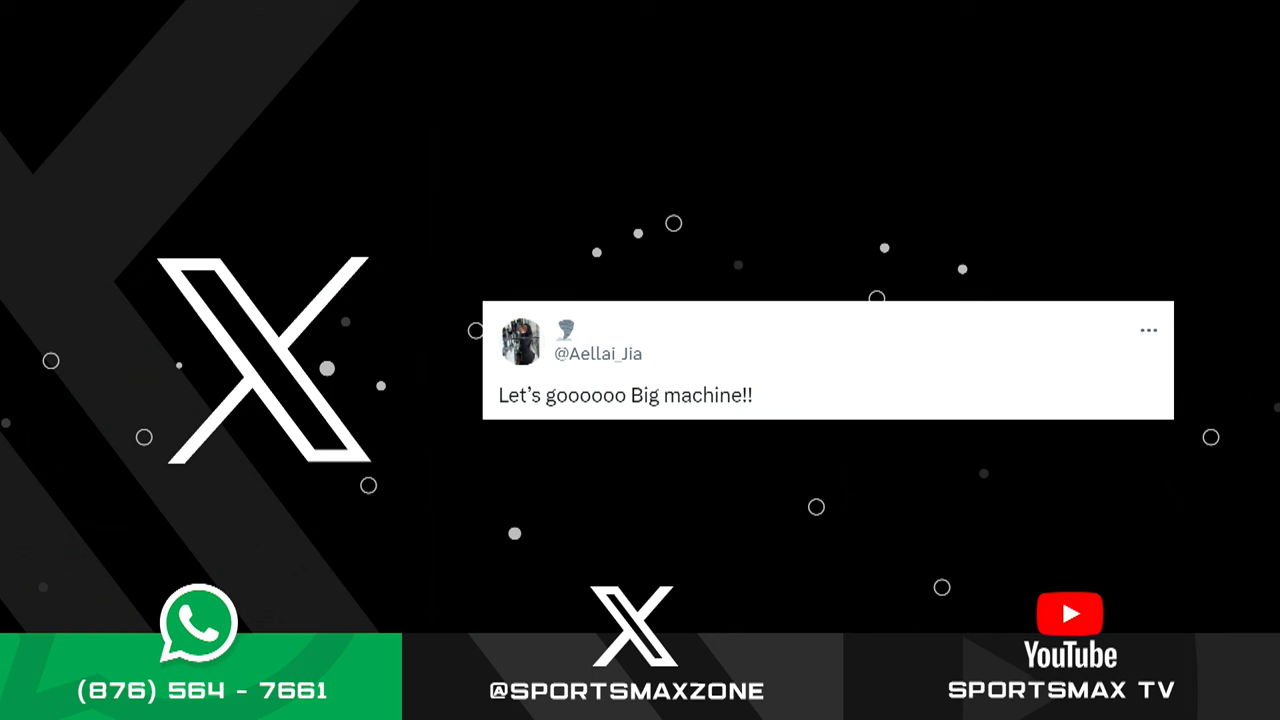 @Aellai_Jia
Let’s goooooo Big machine!!
(876) 564 - 7661
@SPORTSMAXZONE
YouTube
SPORTSMAX TV